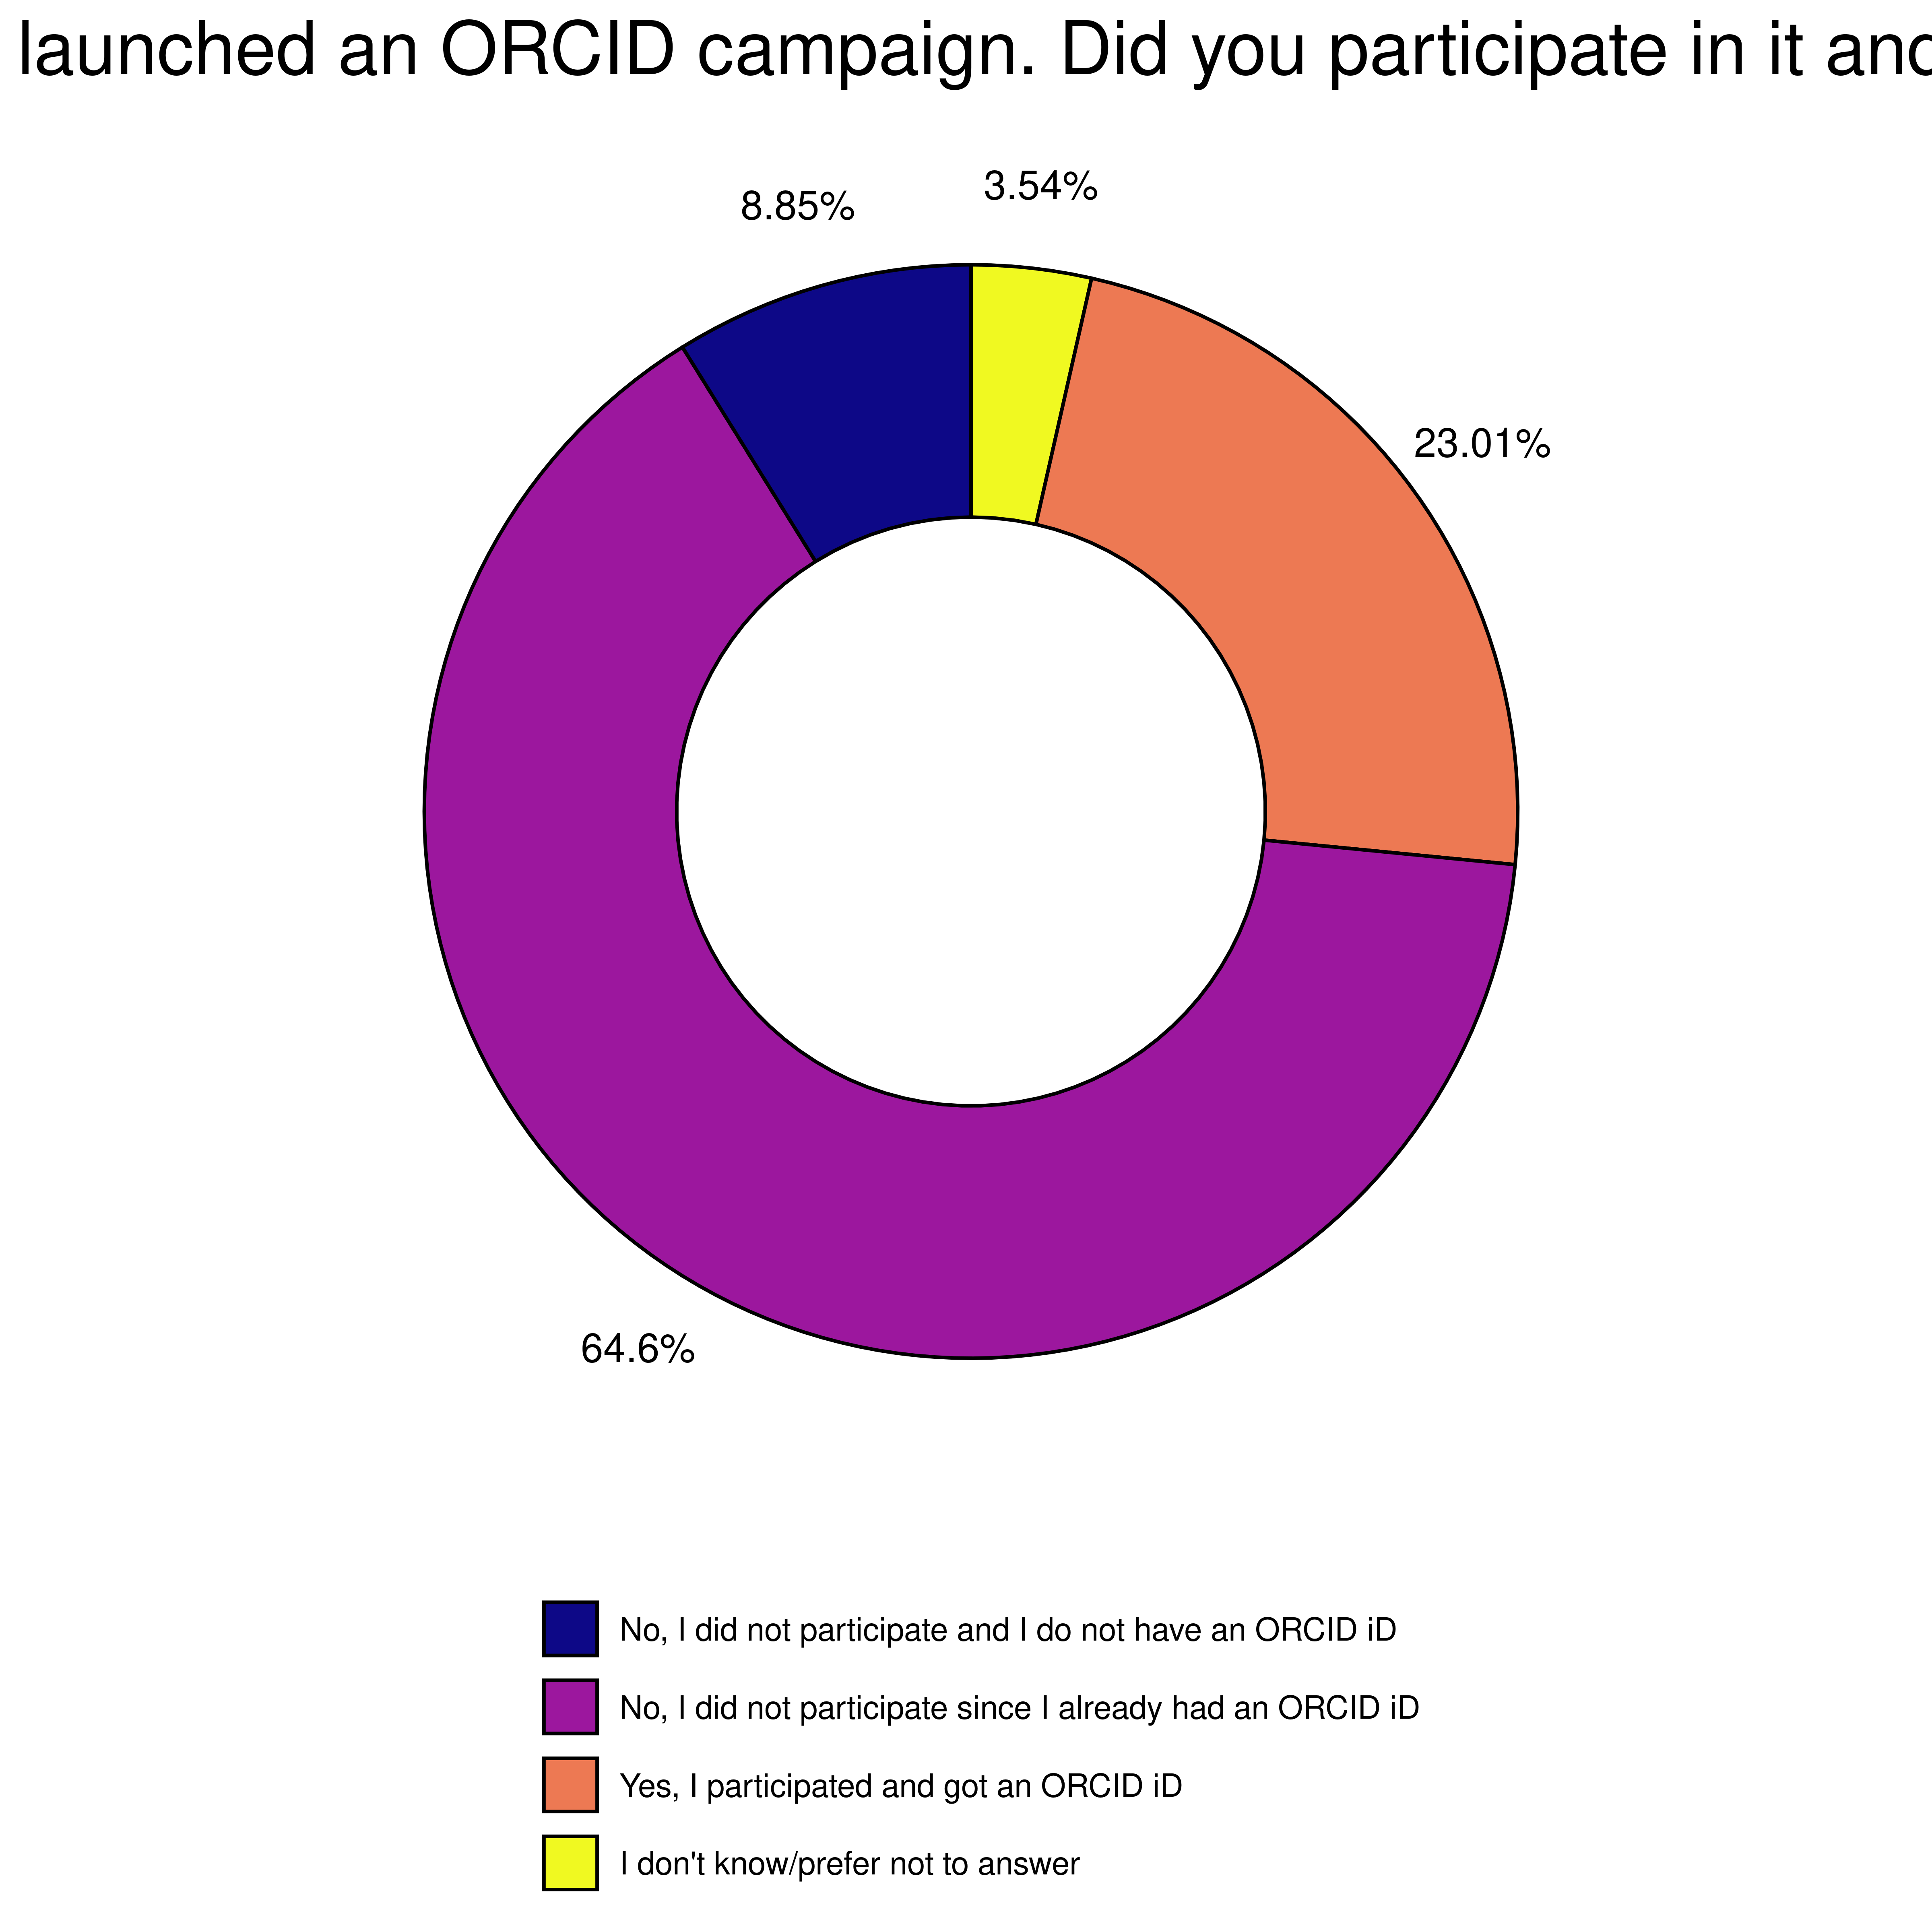 launched an ORCID campaign. Did you participate in it and
8.85%
3.54%
23.01%
64.6%
No, I did not participate and I do not have an ORCID iD
No, I did not participate since I already had an ORCID iD
Yes, I participated and got an ORCID iD
I don't know/prefer not to answer